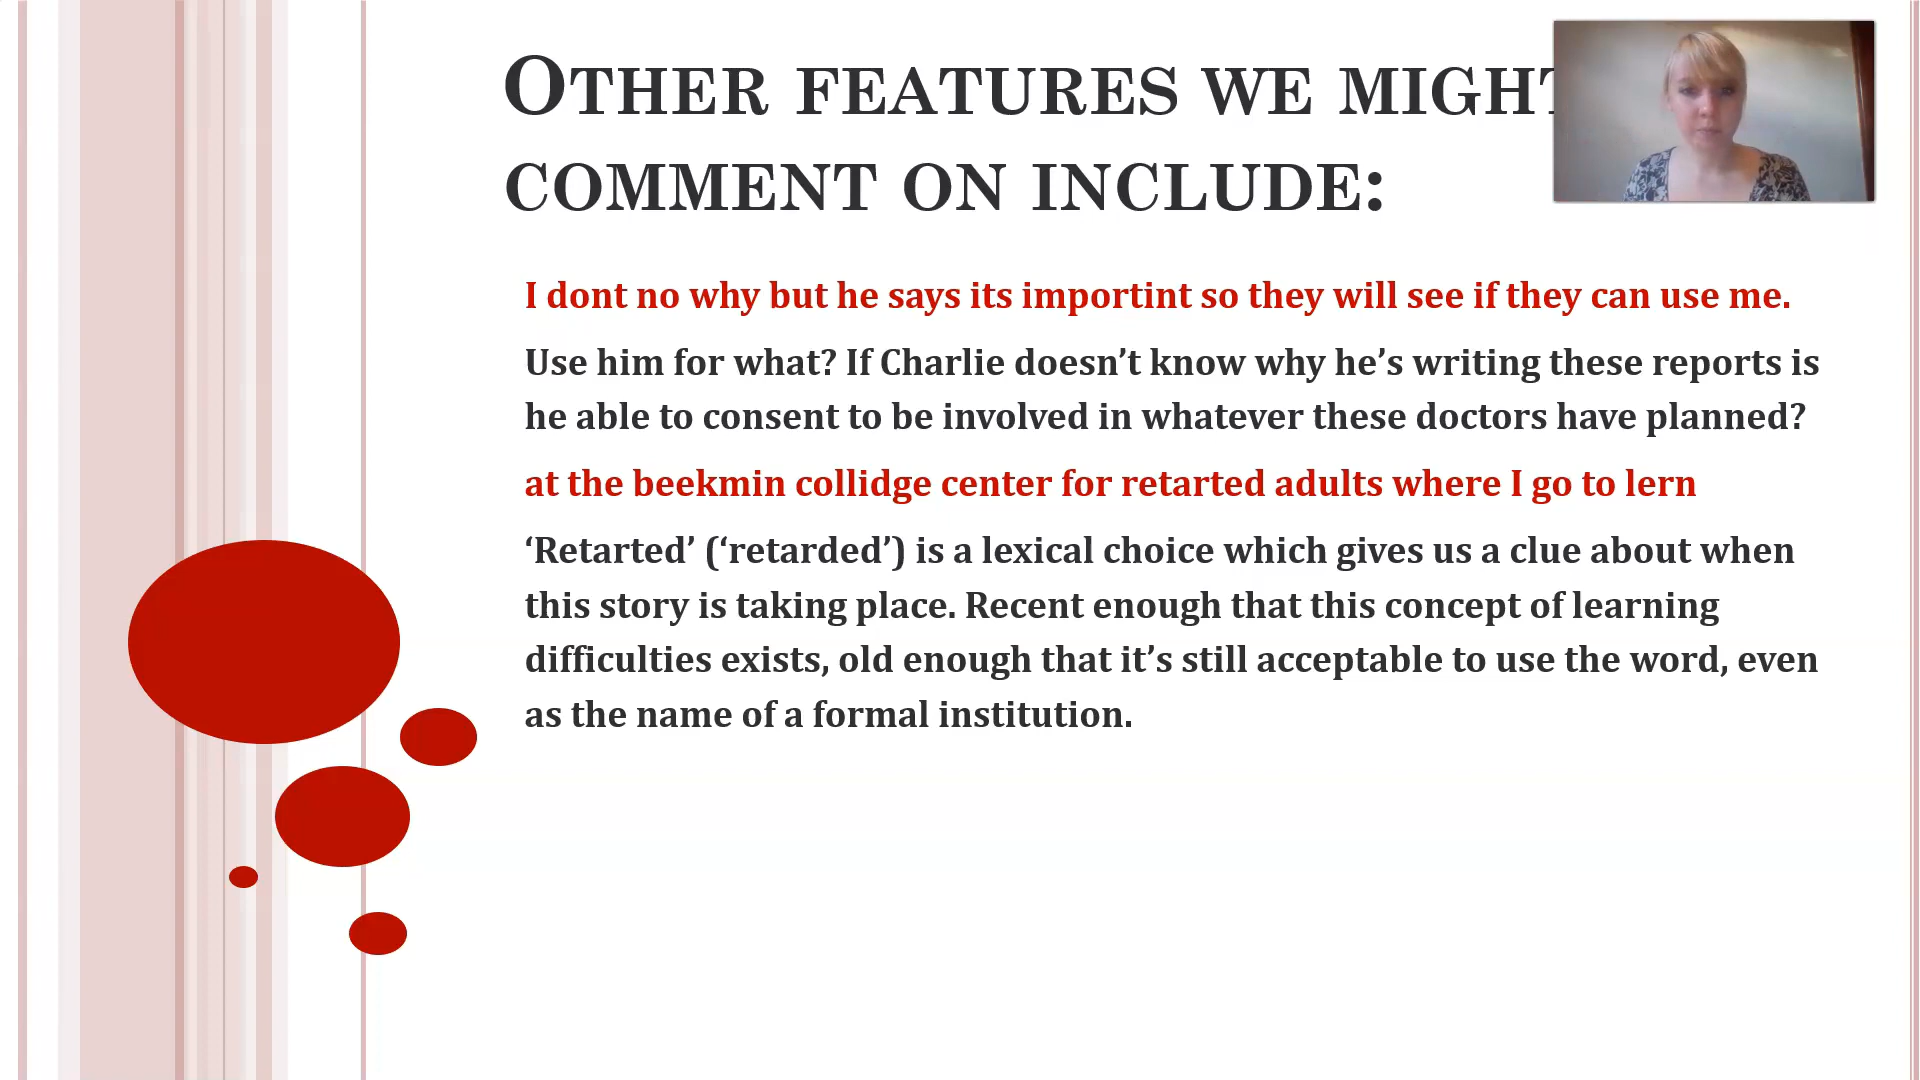 OTHER FEATURES WE MIGHT
COMMENT ON INCLUDE:
I dont no why but he says its importint so they will see if they can use me.
Use him for what? If Charlie doesn’t know why he’s writing these reports is
he able to consent to be involved in whatever these doctors have planned?
at the beekmin collidge center for retarted adults where I go to lern
‘Retarted’ (‘retarded’) is a lexical choice which gives us a clue about when
this story is taking place. Recent enough that this concept of learning
difficulties exists, old enough that it’s still acceptable to use the word, even
as the name of a formal institution.